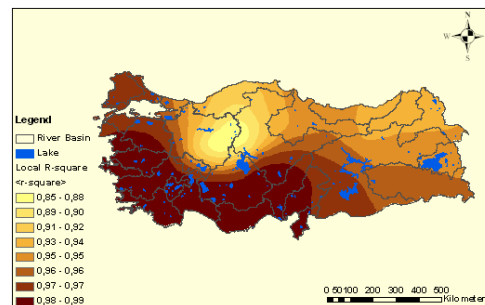 N
W E
S
Legend
River Basin
Lake
Local R-square
<r-square>
0,85 - 0,88
0,89 - 0,90
0,91 - 0,92
0,93 - 0,94
0,95 - 0,95
0,96 - 0,96
0,97 - 0,97
0,98 - 0,99
0 50 100 200 300 400 500
Kilometer